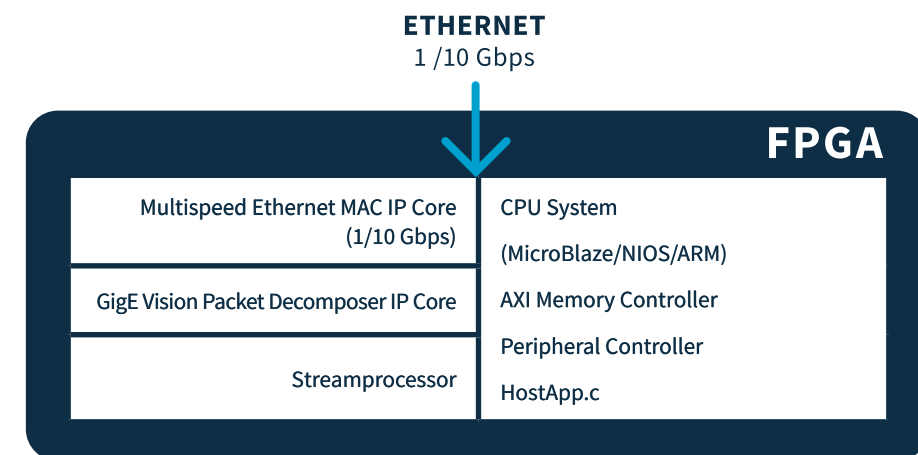 ETHERNET
1 /10 Gbps
FPGA
Multispeed Ethernet MAC IP Core
(1/10 Gbps)
GigE Vision Packet Decomposer IP Core
Streamprocessor
CPU System
(MicroBlaze/NIOS/ARM)
AXI Memory Controller
Peripheral Controller
HostApp.c